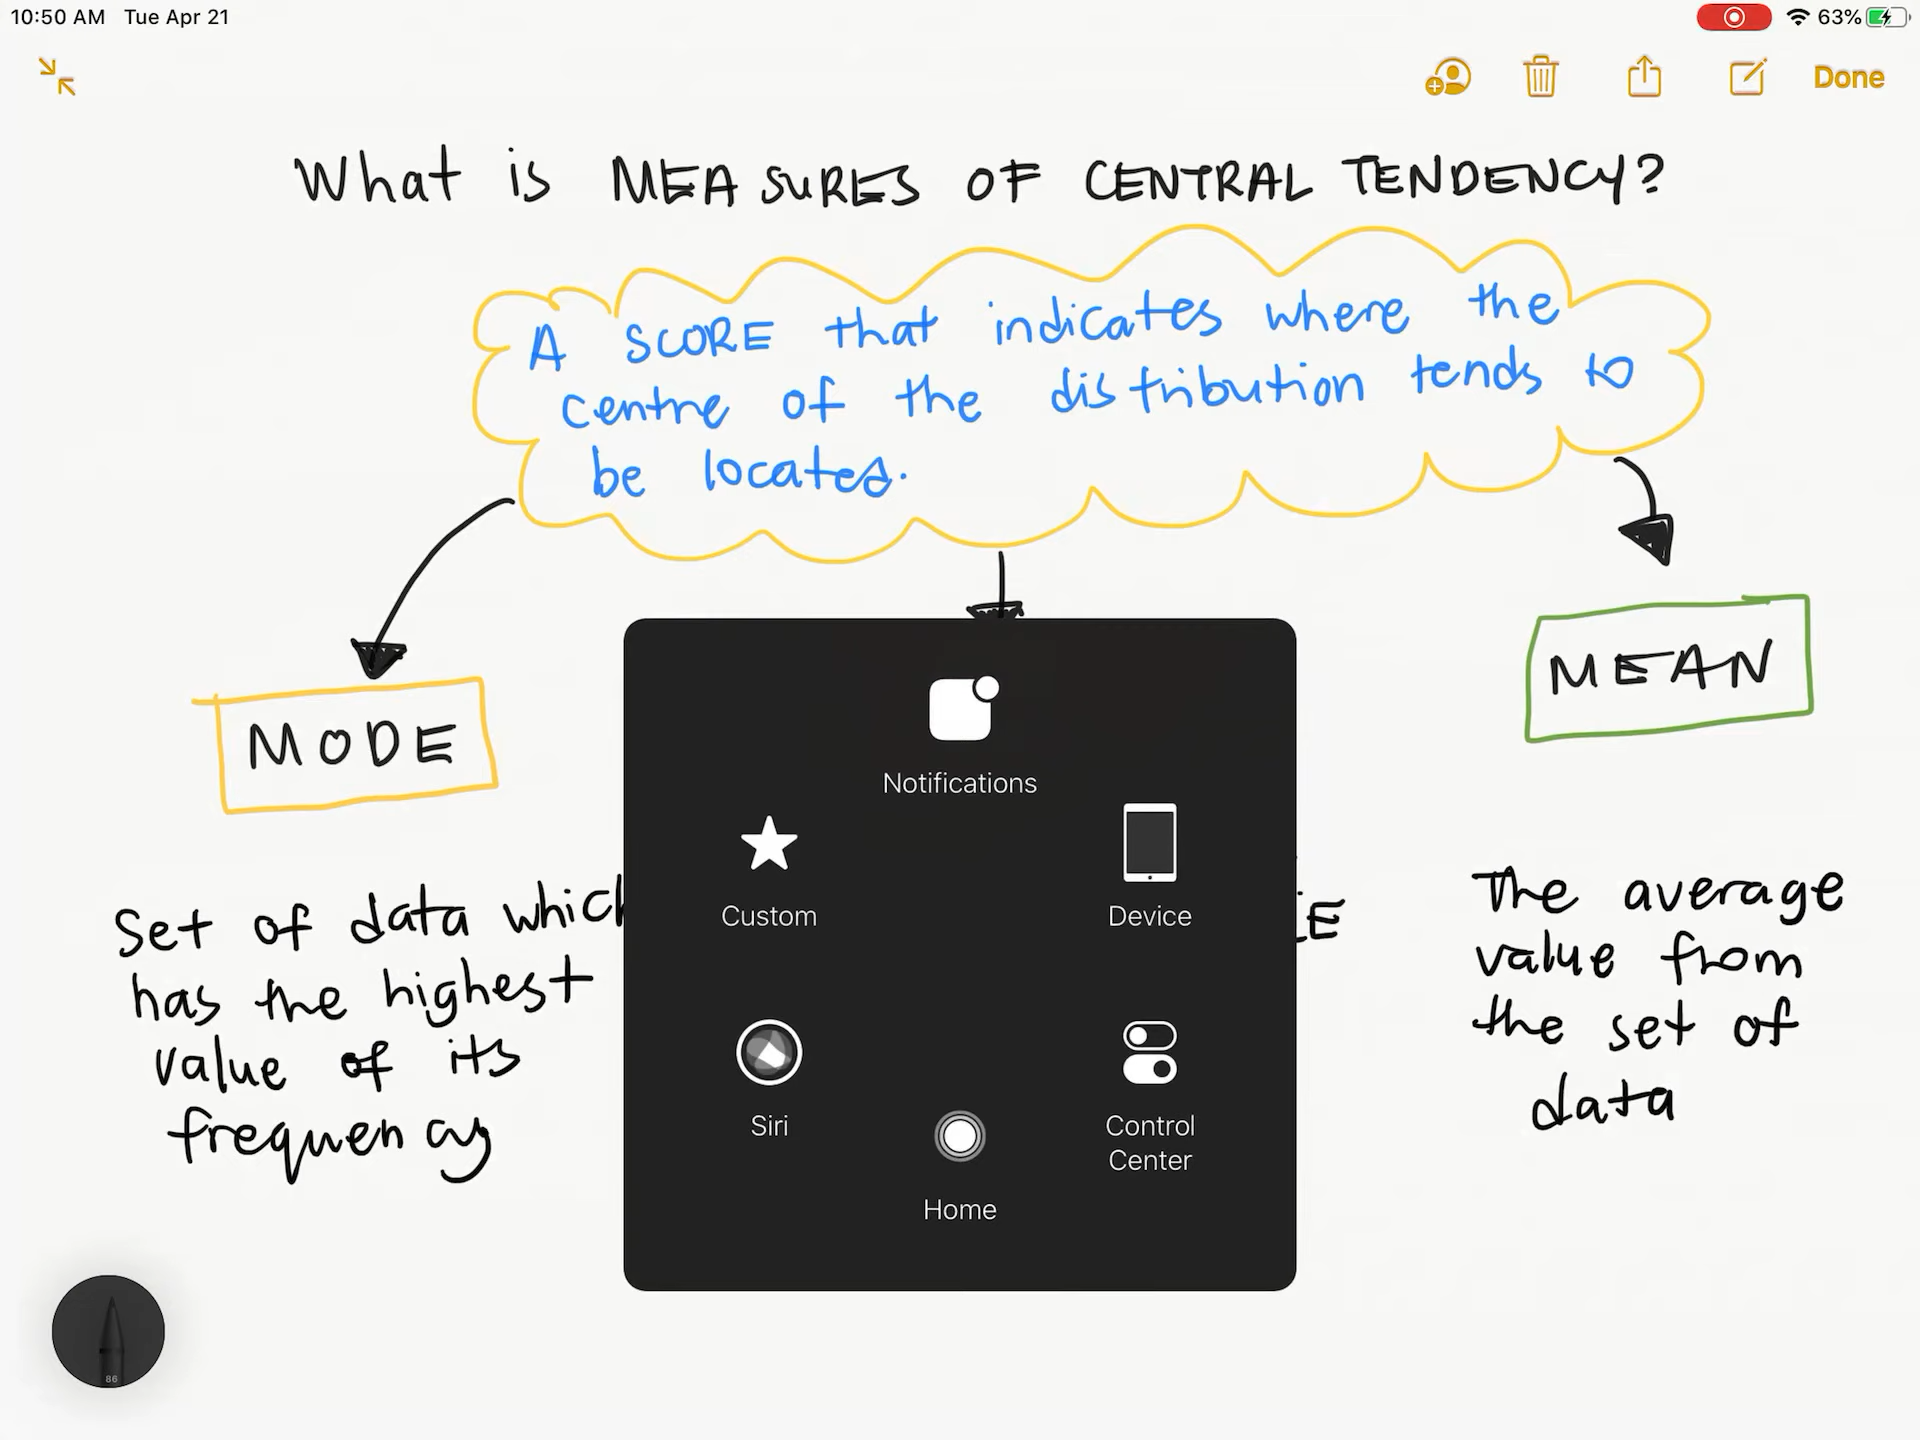 10:50 AM Tue Apr 21
63%
Done
What is MEASURES OF CENTRAL TENDENCY?
A SCORE that indicates where the
centre of the distribution tends to
be located.
MODE
MEAN
Notifications
Custom
Device
Siri
Control
Center
Home
Set of data which
has the highest
value of its
frequency
The average
value from
the set of
data
86